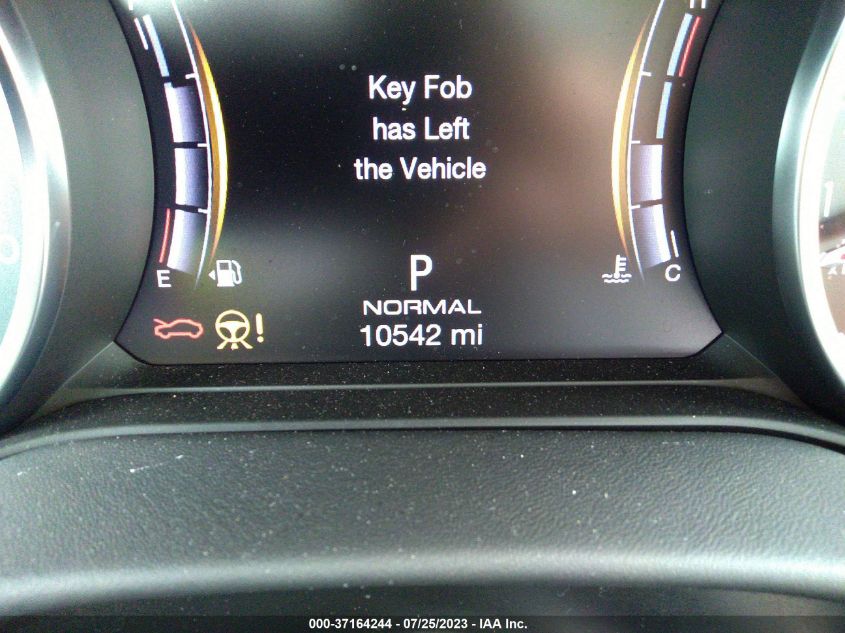 Key Fob
has Left
the Vehicle
E
P
C
NORMAL
10542 mi
000-37164244 - 07/25/2023 - IAA Inc.